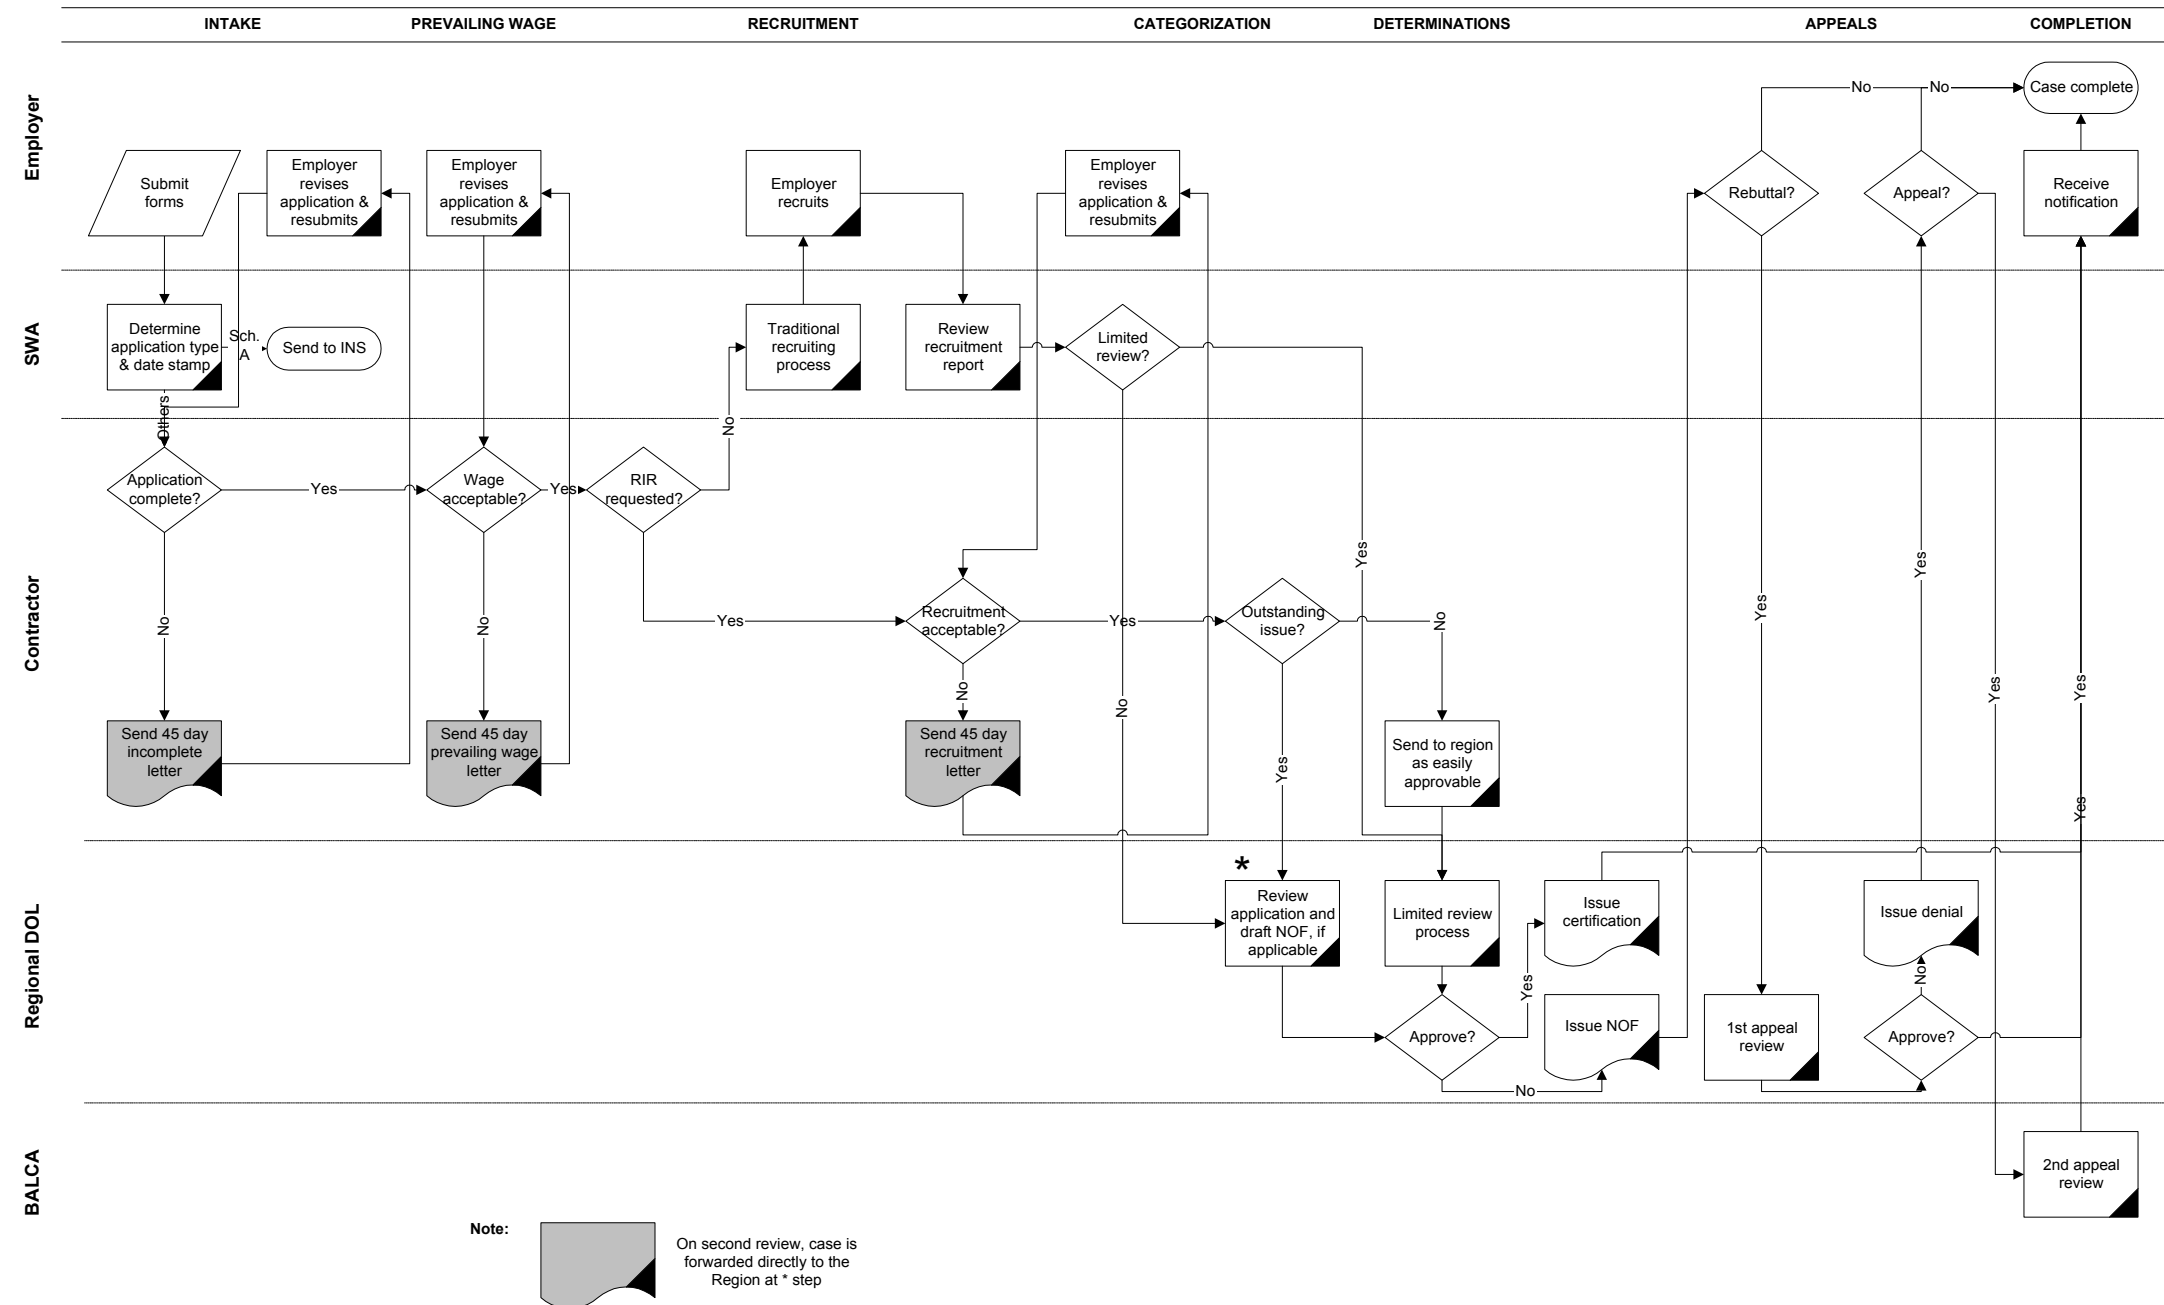 INTAKE
PREVAILING WAGE
RECRUITMENT
CATEGORIZATION
DETERMINATIONS
APPEALS
COMPLETION
Employer
Submit
forms
Employer
revises
application &
resubmits
Employer
revises
application &
resubmits
Employer
recruits
Employer
revises
application &
resubmits
Rebuttal?
No
Appeal?
No
Case complete
Receive
notification
SWA
Determine
application type
& date stamp
Sch.
A
Send to INS
Others
Traditional
recruiting
process
Review
recruitment
report
Limited
review?
No
Contractor
Application
complete?
Yes
Wage
acceptable?
Yes
RIR
requested?
Yes
Recruitment
acceptable?
Yes
Outstanding
issue?
No
Yes
Yes
Yes
Yes
Yes
Yes
No
No
No
No
Yes
Send 45 day
incomplete
letter
Send 45 day
prevailing wage
letter
Send 45 day
recruitment
letter
Send to region
as easily
approvable
Regional DOL
*
Review
application and
draft NOF, if
applicable
Limited review
process
Issue
certification
Issue denial
Yes
No
Approve?
No
Issue NOF
1st appeal
review
Approve?
BALCA
2nd appeal
review
Note:
On second review, case is
forwarded directly to the
Region at * step